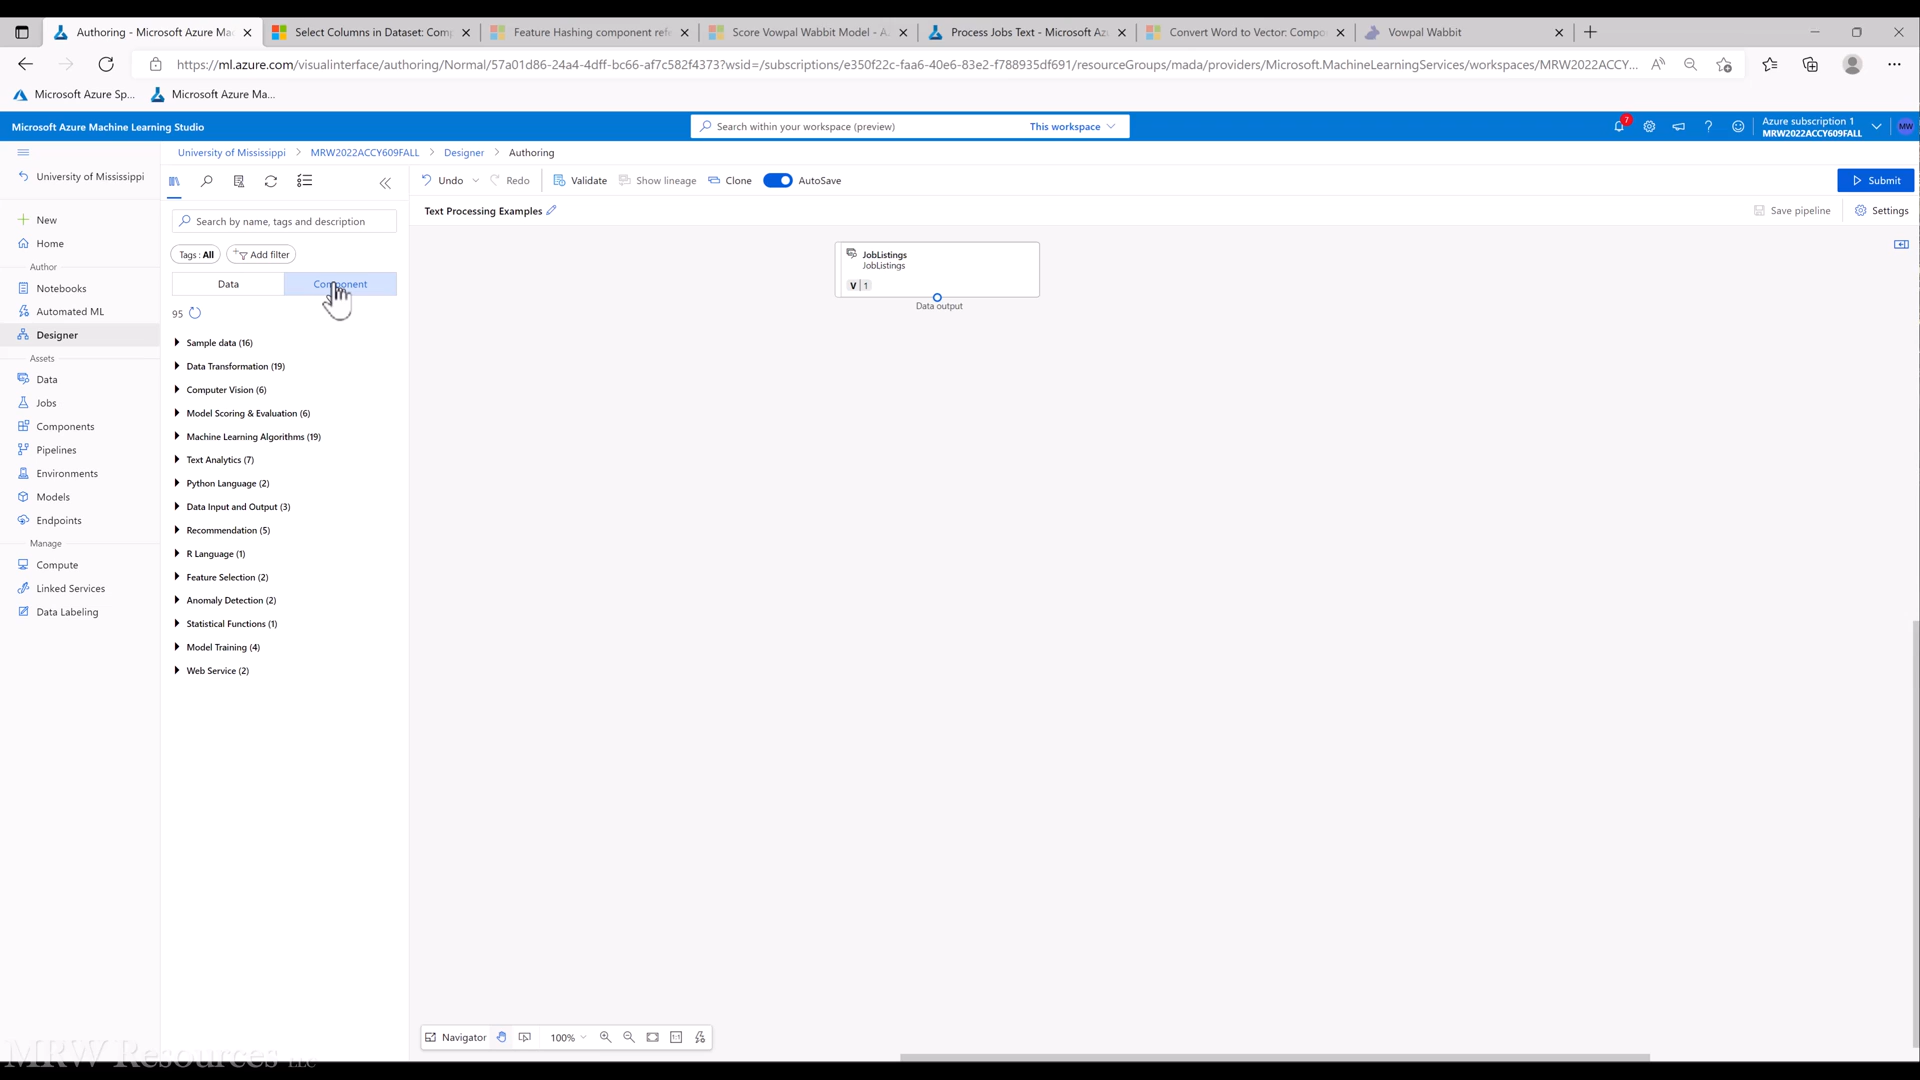 Authoring - Microsoft Azure Ma
Select Columns in Dataset: Comp
Feature Hashing component refe
Score Vowpal Wabbit Model - A
Process Jobs Text - Microsoft Az
Convert Word to Vector: Compo
Vowpal Wabbit
https://ml.azure.com/visualinterface/authoring/Normal/57a01d86-24a4-4dff-bc66-af7c582f4373?wsid=/subscriptions/e350f22c-faa6-40e6-83e2-f788935df691/resourceGroups/mada/providers/Microsoft.MachineLearningServices/workspaces/MRW2022ACCY...
Microsoft Azure Sp...
Microsoft Azure Ma...
Microsoft Azure Machine Learning Studio
Search within your workspace (preview)
This workspace
7
Azure subscription 1
MRW2022ACCY609FALL
MW
University of Mississippi > MRW2022ACCY609FALL > Designer > Authoring
University of Mississippi
New
Home
Author
Notebooks
Automated ML
Designer
Assets
Data
Jobs
Components
Pipelines
Environments
Models
Endpoints
Manage
Compute
Linked Services
Data Labeling
Search by name, tags and description
Tags : All
Add filter
Data
Component
95
Sample data (16)
Data Transformation (19)
Computer Vision (6)
Model Scoring & Evaluation (6)
Machine Learning Algorithms (19)
Text Analytics (7)
Python Language (2)
Data Input and Output (3)
Recommendation (5)
R Language (1)
Feature Selection (2)
Anomaly Detection (2)
Statistical Functions (1)
Model Training (4)
Web Service (2)
Undo
Redo
Validate
Show lineage
Clone
AutoSave
Submit
Text Processing Examples
Save pipeline
Settings
JobListings
JobListings
V | 1
Data output
Navigator
100%
1:1
MRW Resources LLC